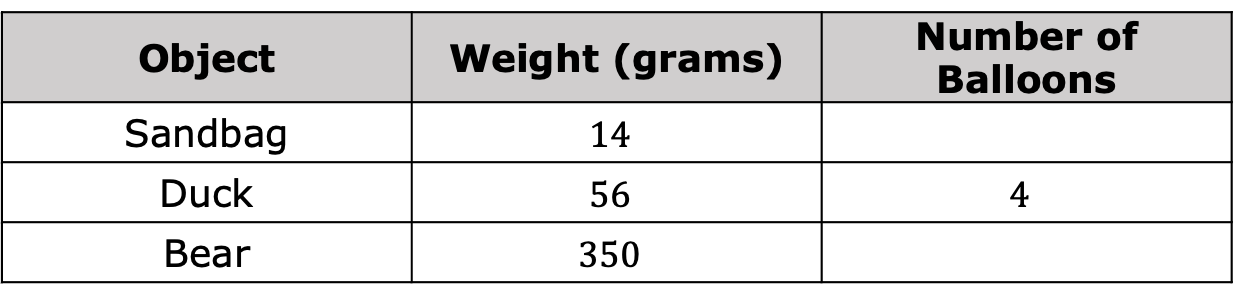 Object Weight (grams) Number of
Balloons
Sandbag 14
Duck 56 4
Bear 350